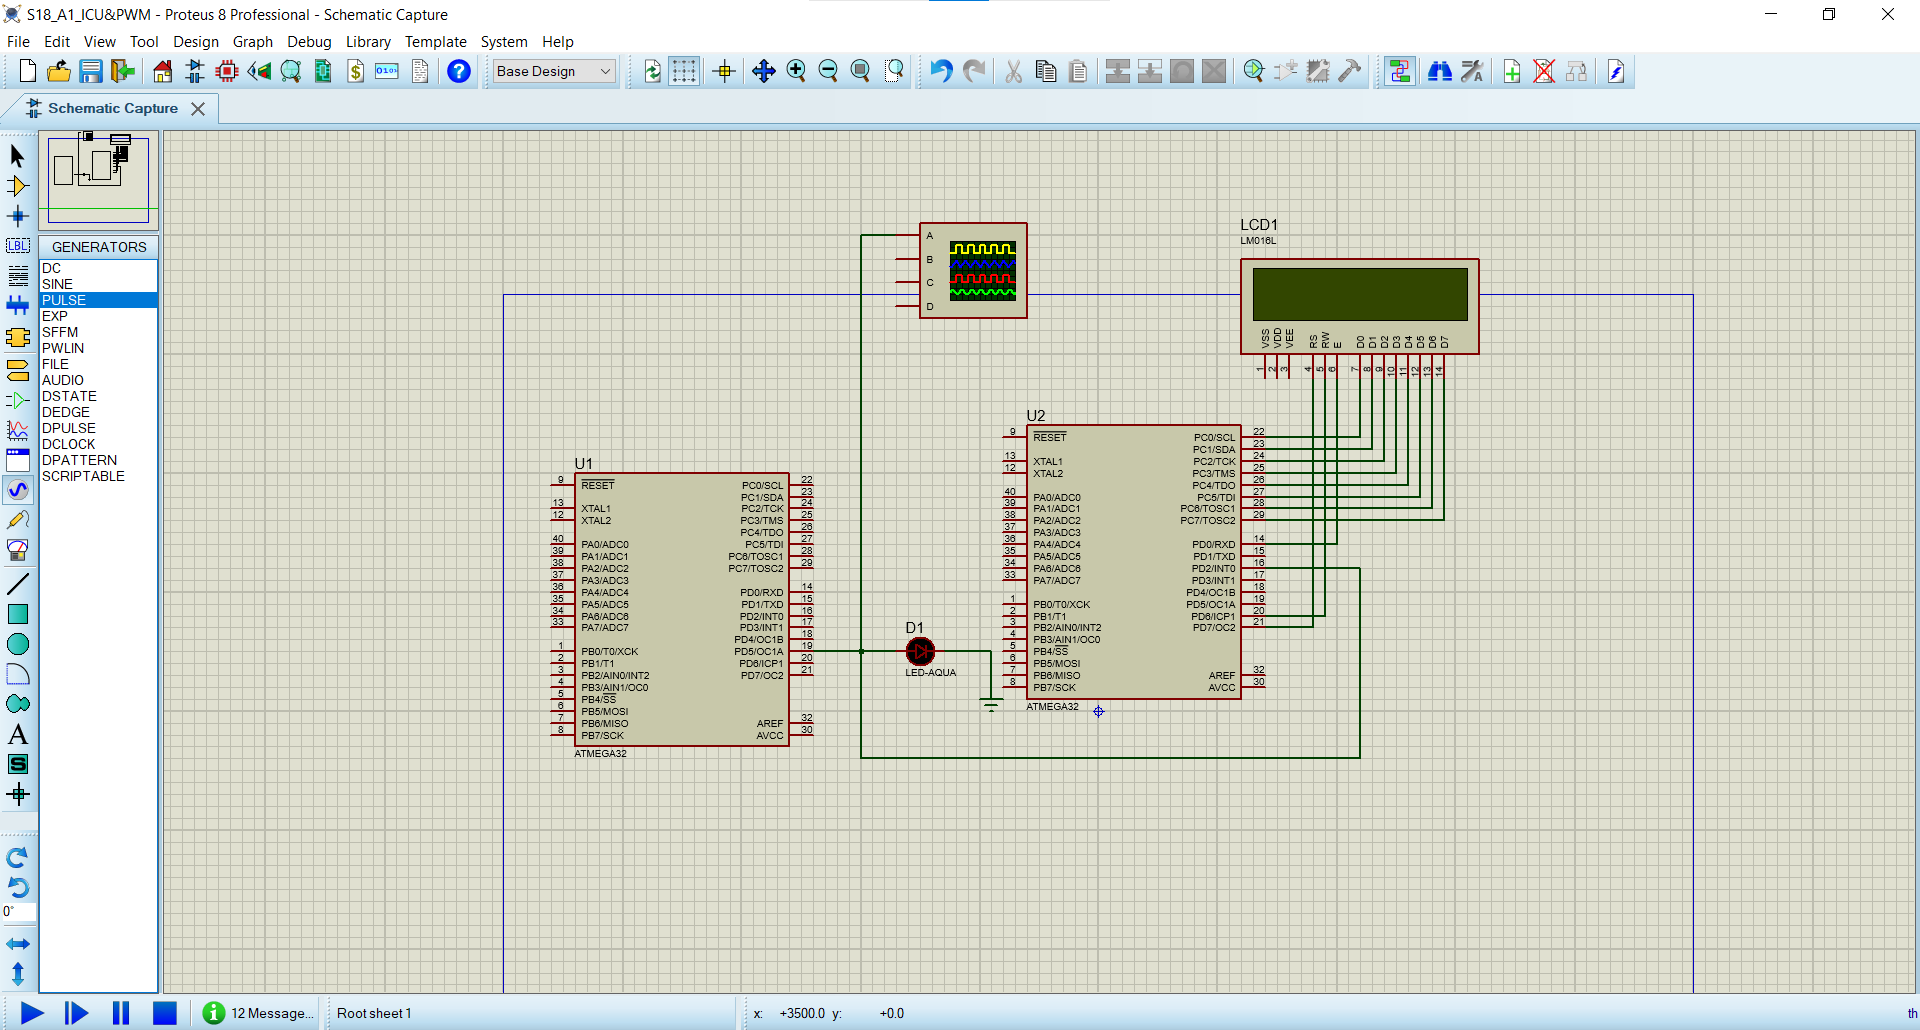 S18_A1_ICU&PWM - Proteus 8 Professional - Schematic Capture
File Edit View Tool Design Graph Debug Library Template System Help
Base Design
Schematic Capture
LBL
GENERATORS
DC
SINE
PULSE
EXP
SFFM
PWLIN
FILE
AUDIO
DSTATE
DEDGE
DPULSE
DCLOCK
DPATTERN
SCRIPTABLE
0°
A
B
C
D
LCD1
LM016L
VSS
VDD
VEE
RS
RW
E
D0
D1
D2
D3
D4
D5
D6
D7
1
2
3
4
5
6
7
8
9
10
11
12
13
14
U1
9 RESET
13 XTAL1
12 XTAL2
40 PA0/ADC0
39 PA1/ADC1
38 PA2/ADC2
37 PA3/ADC3
36 PA4/ADC4
35 PA5/ADC5
34 PA6/ADC6
33 PA7/ADC7
1 PB0/T0/XCK
2 PB1/T1
3 PB2/AIN0/INT2
4 PB3/AIN1/OC0
5 PB4/SS
6 PB5/MOSI
7 PB6/MISO
8 PB7/SCK
PC0/SCL 22
PC1/SDA 23
PC2/TCK 24
PC3/TMS 25
PC4/TDO 26
PC5/TDI 27
PC6/TOSC1 28
PC7/TOSC2 29
PD0/RXD 14
PD1/TXD 15
PD2/INT0 16
PD3/INT1 17
PD4/OC1B 18
PD5/OC1A 19
PD6/ICP1 20
PD7/OC2 21
AREF 32
AVCC 30
ATMEGA32
D1
LED-AQUA
U2
9 RESET
13 XTAL1
12 XTAL2
40 PA0/ADC0
39 PA1/ADC1
38 PA2/ADC2
37 PA3/ADC3
36 PA4/ADC4
35 PA5/ADC5
34 PA6/ADC6
33 PA7/ADC7
1 PB0/T0/XCK
2 PB1/T1
3 PB2/AIN0/INT2
4 PB3/AIN1/OC0
5 PB4/SS
6 PB5/MOSI
7 PB6/MISO
8 PB7/SCK
PC0/SCL 22
PC1/SDA 23
PC2/TCK 24
PC3/TMS 25
PC4/TDO 26
PC5/TDI 27
PC6/TOSC1 28
PC7/TOSC2 29
PD0/RXD 14
PD1/TXD 15
PD2/INT0 16
PD3/INT1 17
PD4/OC1B 18
PD5/OC1A 19
PD6/ICP1 20
PD7/OC2 21
AREF 32
AVCC 30
ATMEGA32
12 Message... Root sheet 1 x: +3500.0 y: +0.0 th